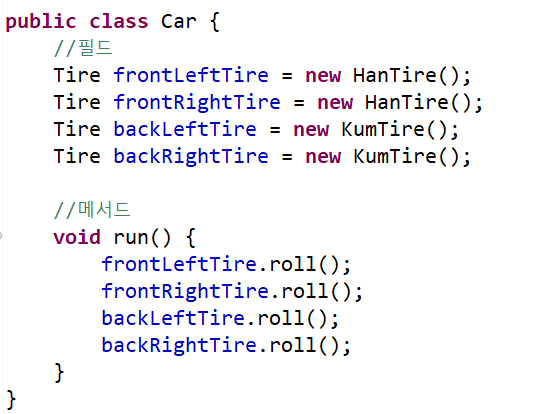 public class Car {
//필드
Tire frontLeftTire = new HanTire();
Tire frontRightTire = new HanTire();
Tire backLeftTire = new KumTire();
Tire backRightTire = new KumTire();
//메서드
void run() {
frontLeftTire.roll();
frontRightTire.roll();
backLeftTire.roll();
backRightTire.roll();
}
}